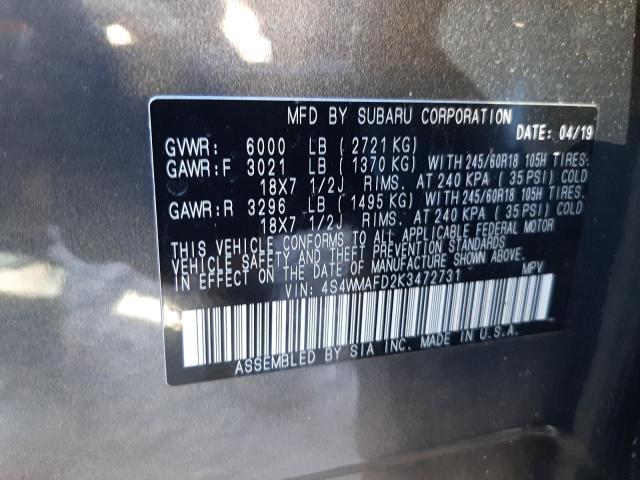 MFD BY SUBARU CORPORATION
DATE: 04/19
GVWR: 6000 LB ( 2721 KG)
GAWR:F 3021 LB ( 1370 KG) WITH 245/60R18 105H TIRES.
18X7 1/2J RIMS. AT 240 KPA ( 35 PSI) COLD
GAWR:R 3296 LB ( 1495 KG) WITH 245/60R18 105H TIRES.
18X7 1/2J RIMS. AT 240 KPA ( 35 PSI) COLD
THIS VEHICLE CONFORMS TO ALL APPLICABLE FEDERAL MOTOR
VEHICLE SAFETY AND THEFT PREVENTION STANDARDS
IN EFFECT ON THE DATE OF MANUFACTURE SHOWN ABOVE.
VIN: 4S4WMAFD2K3472731 MPV
ASSEMBLED BY SIA INC. MADE IN U.S.A.